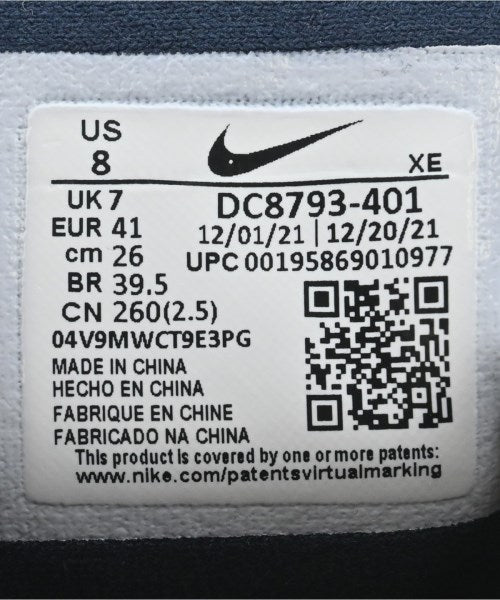 US
8
XE
UK 7
EUR 41
cm 26
BR 39.5
CN 260(2.5)
DC8793-401
12/01/21 | 12/20/21
UPC 00195869010977
04V9MWCT9E3PG
MADE IN CHINA
HECHO EN CHINA
FABRIQUE EN CHINE
FABRICADO NA CHINA
This product is covered by one or more patents:
www.nike.com/patentsvirtualmarking